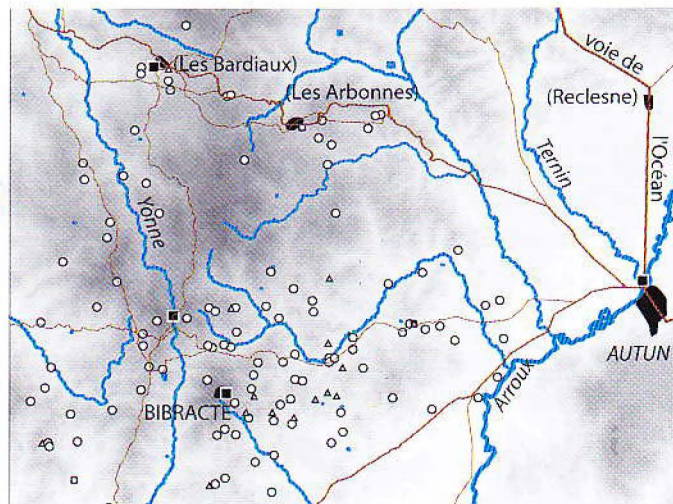 voie de
(Les Bardiaux)
(Les Arbonnes)
(Reclesne)
l'Océan
Ternin
Yonne
AUTUN
Arroux
BIBRACTE